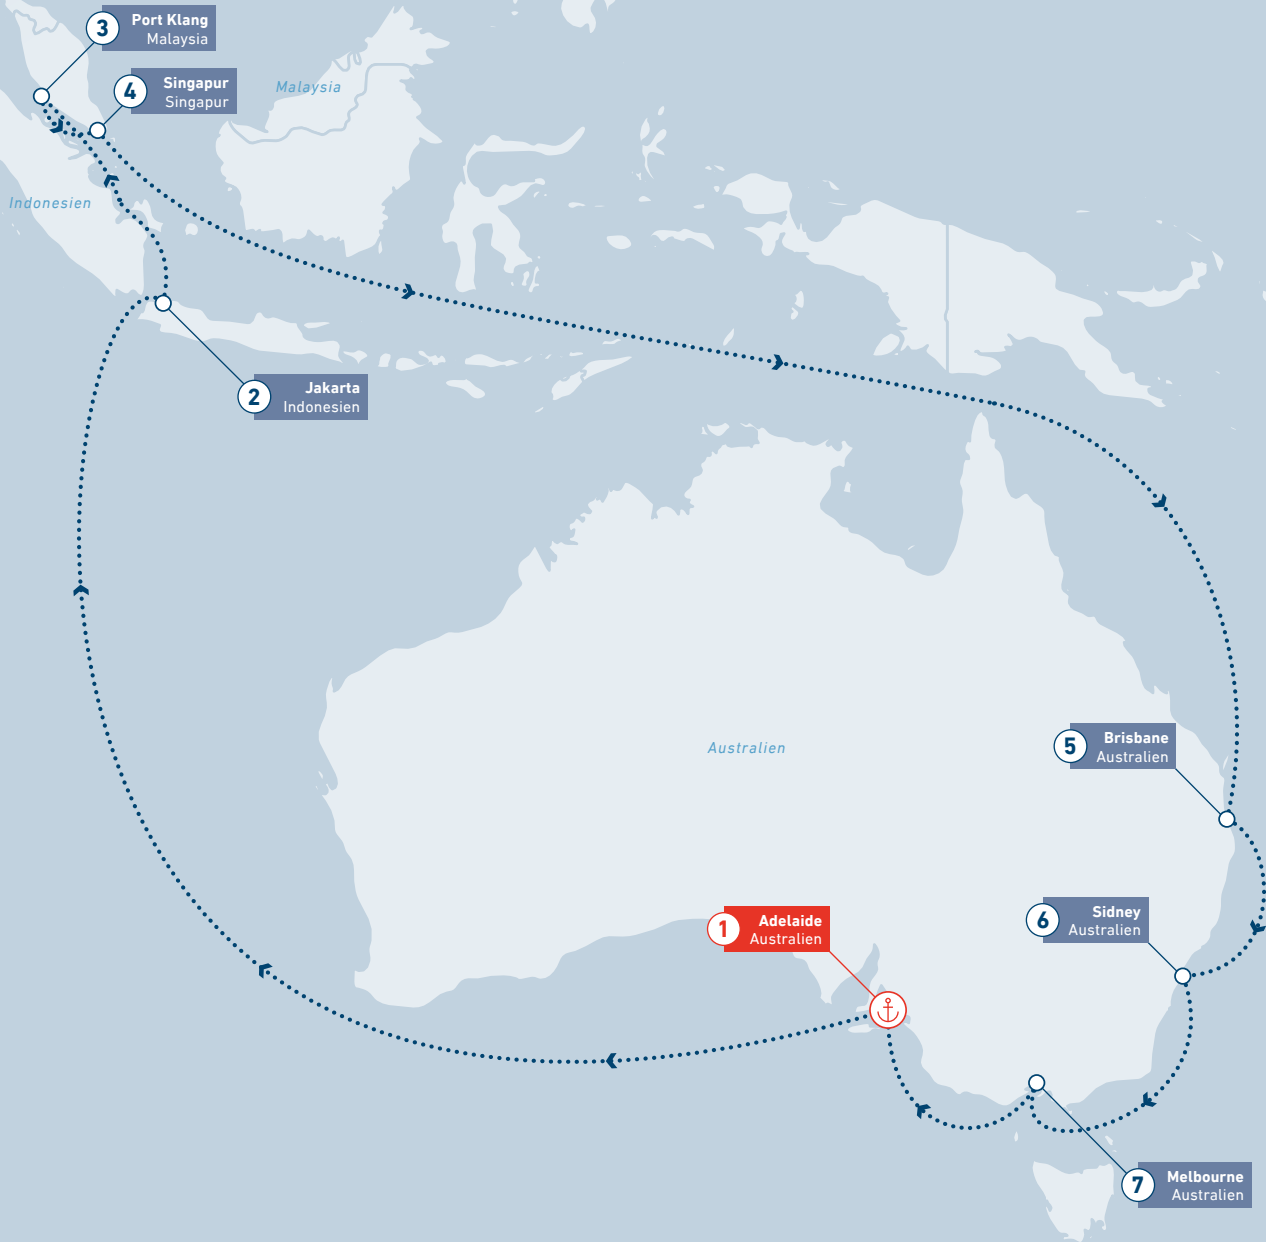 3
Port Klang
Malaysia
4
Singapur
Singapur
Malaysia
Indonesien
2
Jakarta
Indonesien
Australien
5
Brisbane
Australien
6
Sidney
Australien
1
Adelaide
Australien
7
Melbourne
Australien